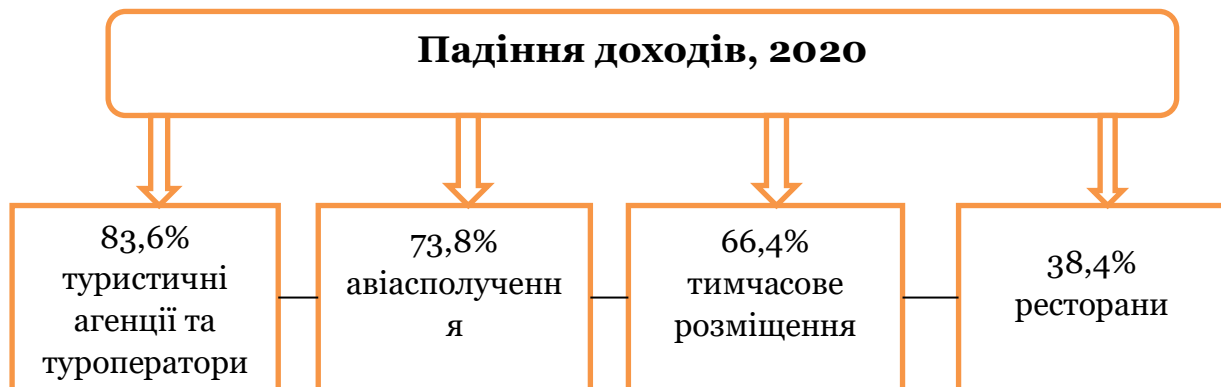 Падіння доходів, 2020
83,6%
туристичні
агенції та
туроператори
73,8%
авіасполученн
я
66,4%
тимчасове
розміщення
38,4%
ресторани